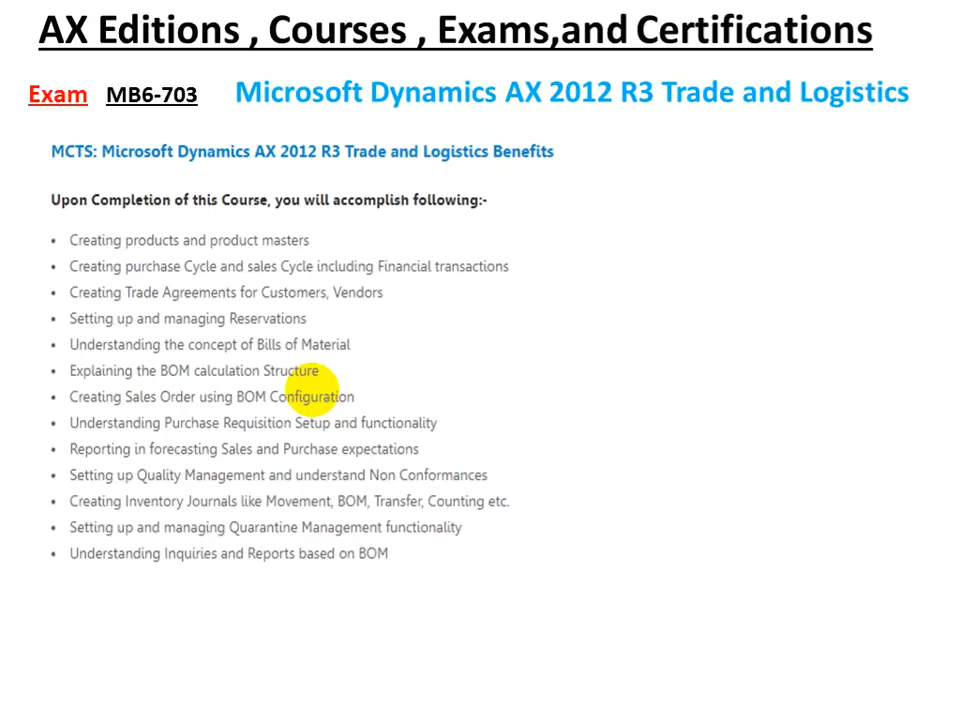 AX Editions , Courses , Exams,and Certifications
Exam MB6-703 Microsoft Dynamics AX 2012 R3 Trade and Logistics
MCTS: Microsoft Dynamics AX 2012 R3 Trade and Logistics Benefits
Upon Completion of this Course, you will accomplish following:-
• Creating products and product masters
• Creating purchase Cycle and sales Cycle including Financial transactions
• Creating Trade Agreements for Customers, Vendors
• Setting up and managing Reservations
• Understanding the concept of Bills of Material
• Explaining the BOM calculation Structure
• Creating Sales Order using BOM Configuration
• Understanding Purchase Requisition Setup and functionality
• Reporting in forecasting Sales and Purchase expectations
• Setting up Quality Management and understand Non Conformances
• Creating Inventory Journals like Movement, BOM, Transfer, Counting etc.
• Setting up and managing Quarantine Management functionality
• Understanding Inquiries and Reports based on BOM